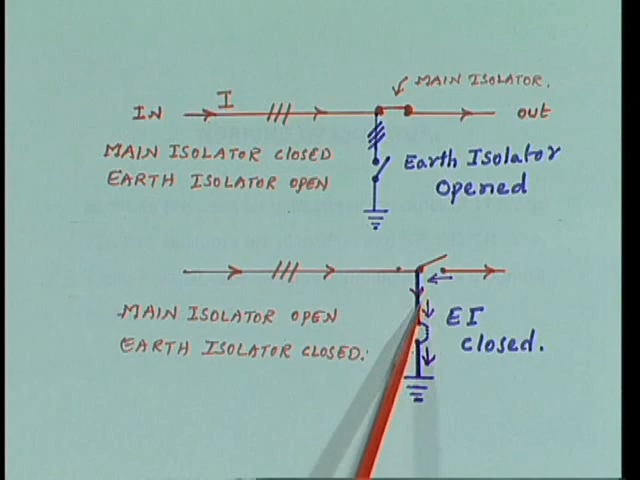 I
MAIN ISOLATOR.
IN
OUT
MAIN ISOLATOR CLOSED
EARTH ISOLATOR OPEN
Earth Isolator
Opened
MAIN ISOLATOR OPEN
EARTH ISOLATOR CLOSED.
EI
closed.